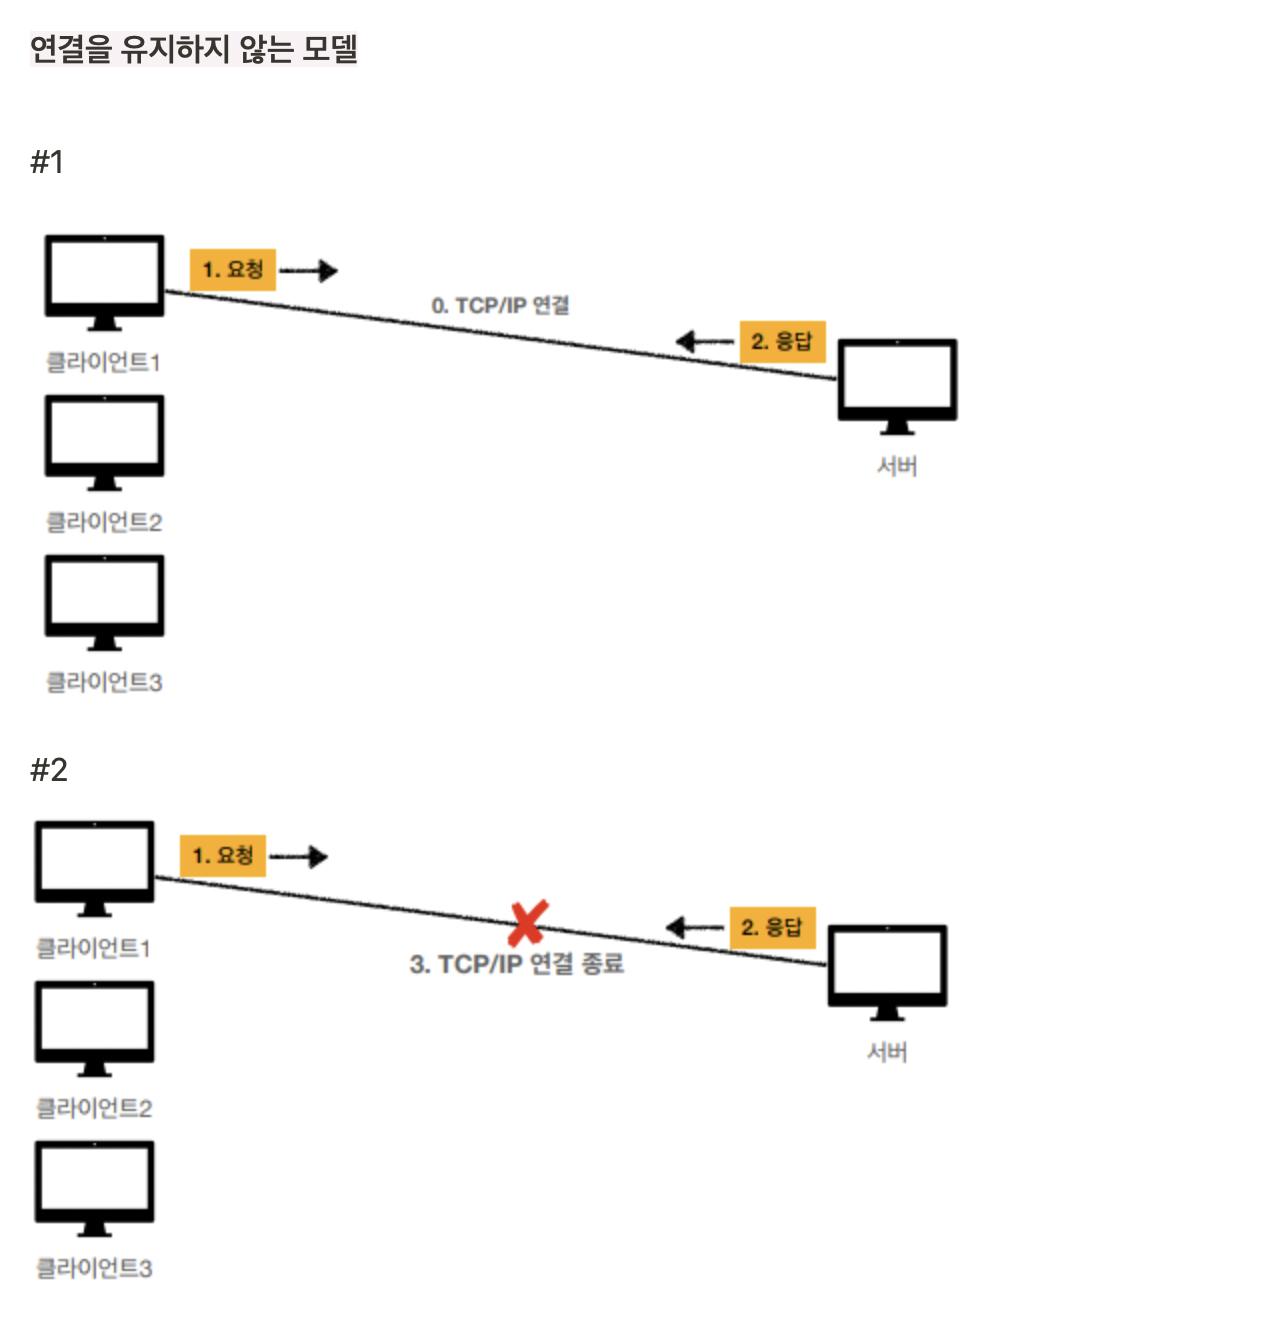 연결을 유지하지 않는 모델
#1
1. 요청
0. TCP/IP 연결
2. 응답
클라이언트1
서버
클라이언트2
클라이언트3
#2
1. 요청
2. 응답
3. TCP/IP 연결 종료
클라이언트1
서버
클라이언트2
클라이언트3